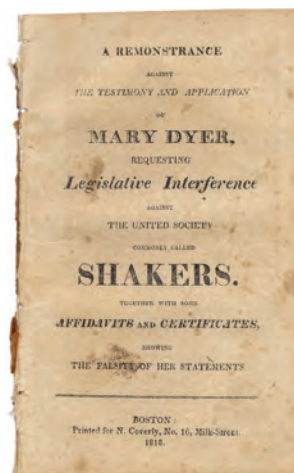 A REMONSTRANCE
AGAINST
THE TESTIMONY AND APPLICATION
OF
MARY DYER,
REQUESTING
Legislative Interference
AGAINST
THE UNITED SOCIETY
COMMONLY CALLED
SHAKERS.
TOGETHER WITH SOME
AFFIDAVITS AND CERTIFICATES,
SHOWING
THE FALSITY OF HER STATEMENTS
BOSTON:
Printed for N. Coverly, No. 16, Milk-Street.
1818.